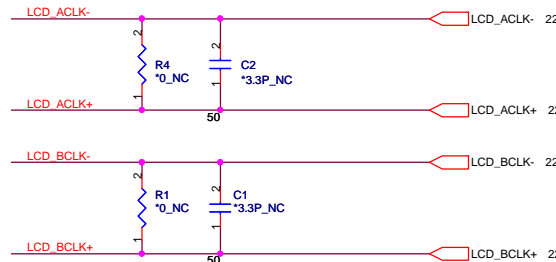 LCD_ACLK- LCD_ACLK- 22
2 2
R4 C2
*0_NC *3.3P_NC
1 1
LCD_ACLK+ LCD_ACLK+ 22
50
LCD_BCLK- LCD_BCLK- 22
2 2
R1 C1
*0_NC *3.3P_NC
1 1
LCD_BCLK+ LCD_BCLK+ 22
50